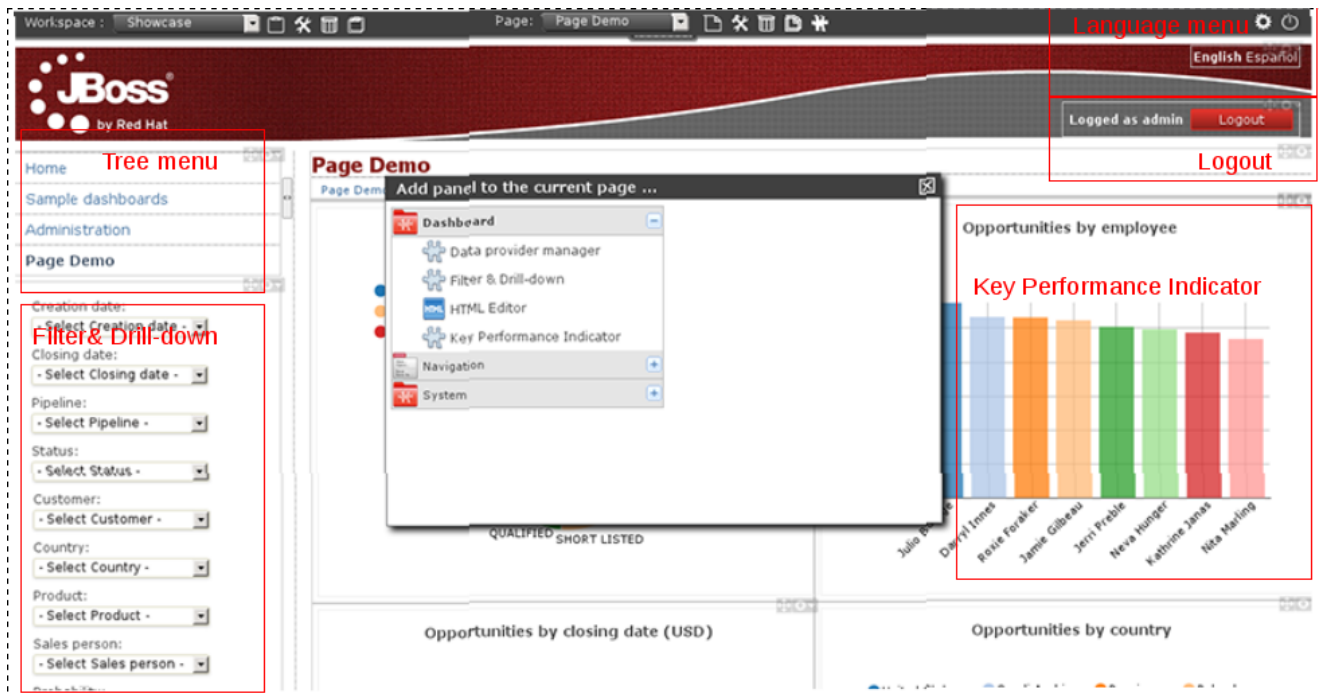 Workspace : Showcase Page: Page Demo
Language menu
English Español
JBoss
by Red Hat
Logged as admin Logout
Logout
Tree menu
Home
Sample dashboards
Administration
Page Demo
Page Demo
Page Demo
Add panel to the current page ...
Dashboard
Data provider manager
Filter & Drill-down
HTML Editor
Key Performance Indicator
Navigation
System
Creation date:
- Select Creation date -
Filter& Drill-down
Closing date:
- Select Closing date -
Pipeline:
- Select Pipeline -
Status:
- Select Status -
Customer:
- Select Customer -
Country:
- Select Country -
Product:
- Select Product -
Sales person:
- Select Sales person -
QUALIFIED SHORT LISTED
Opportunities by employee
Key Performance Indicator
Julio
Darryl Innes
Roxie Foraker
Jamie Gilbeau
Jerri Preble
Neva Hunger
Kathrine Janas
Nita Marling
Opportunities by closing date (USD)
Opportunities by country